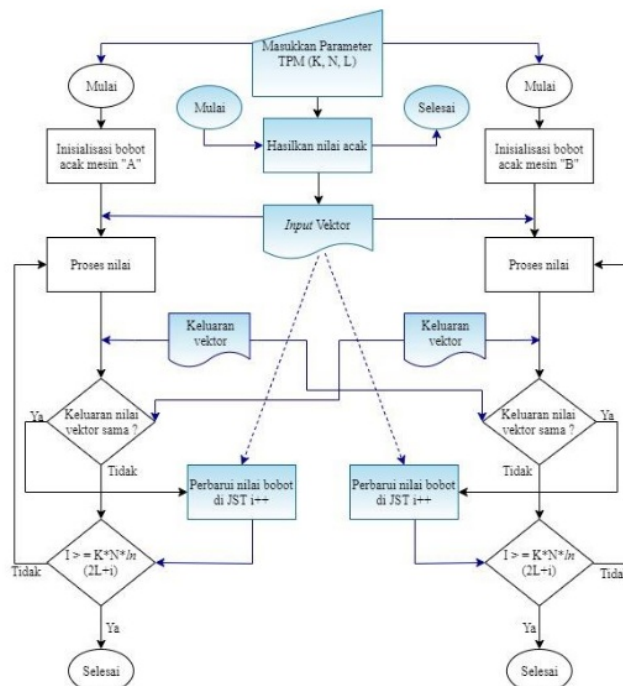 Masukkan Parameter
TPM (K, N, L)
Mulai
Mulai
Mulai
Selesai
Inisialisasi bobot
acak mesin "A"
Hasilkan nilai acak
Inisialisasi bobot
acak mesin "B"
Input Vektor
Proses nilai
Proses nilai
Keluaran
vektor
Keluaran
vektor
Ya
Keluaran nilai
vektor sama ?
Keluaran nilai
vektor sama ?
Ya
Tidak
Tidak
Perbarui nilai bobot
di JST i++
Perbarui nilai bobot
di JST i++
I > = K*N*ln
(2L+i)
I > = K*N*ln
(2L+i)
Tidak
Tidak
Ya
Ya
Selesai
Selesai